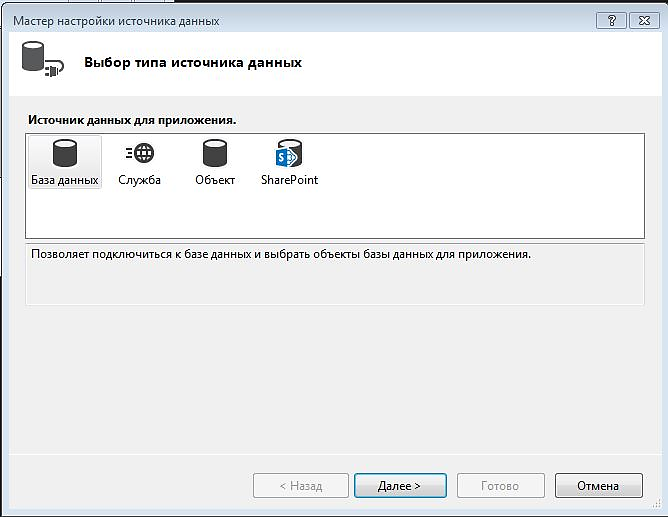 Мастер настройки источника данных
Выбор типа источника данных
Источник данных для приложения.
База данных Служба Объект SharePoint
Позволяет подключиться к базе данных и выбрать объекты базы данных для приложения.
< Назад Далее > Готово Отмена